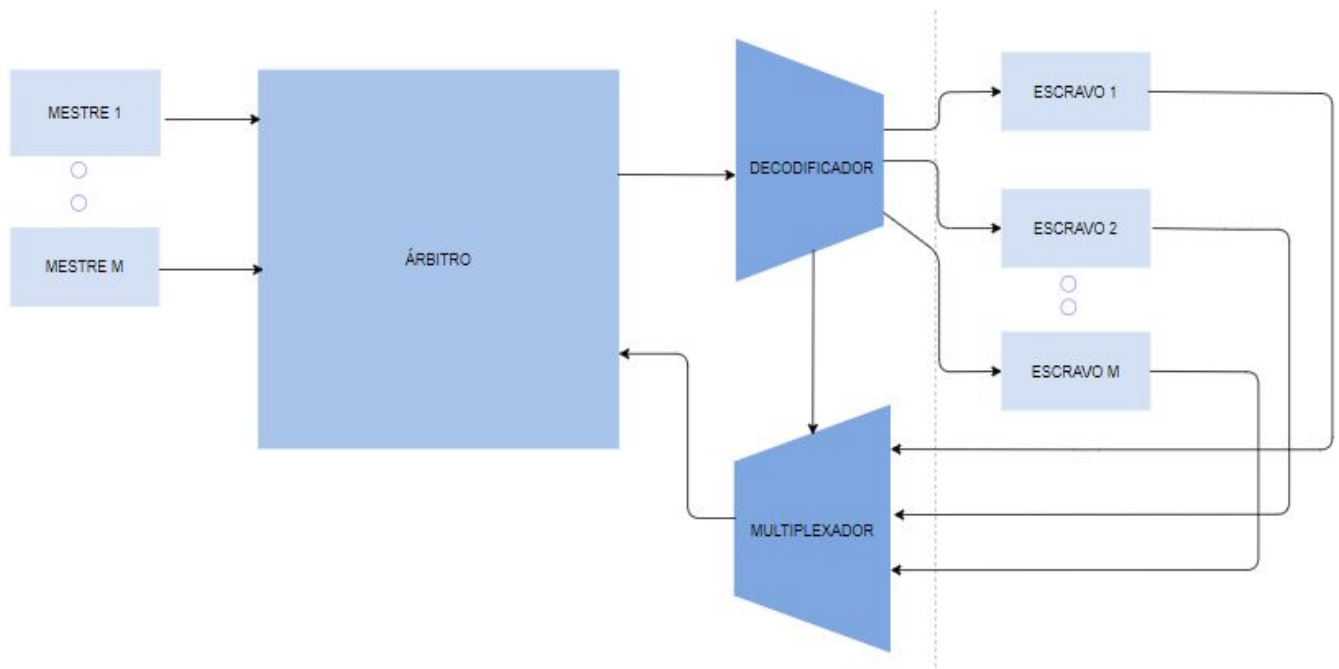 MESTRE 1
MESTRE M
ÁRBITRO
DECODIFICADOR
MULTIPLEXADOR
ESCRAVO 1
ESCRAVO 2
ESCRAVO M